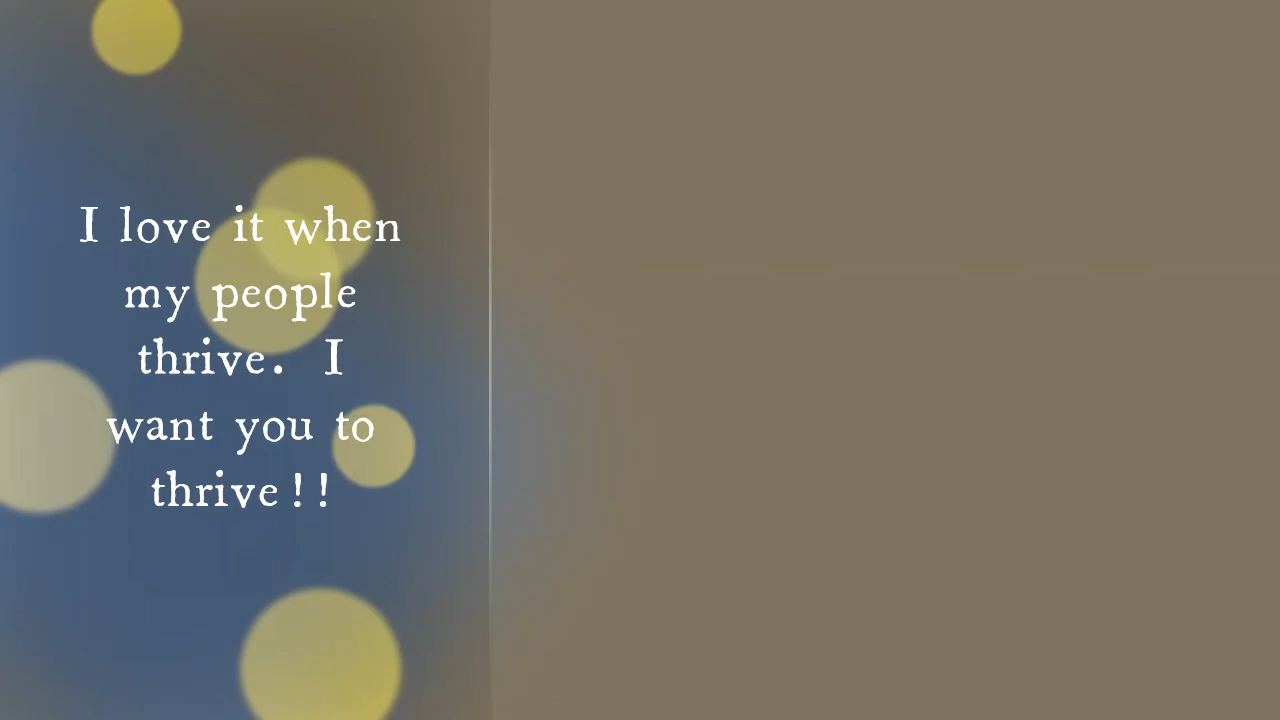 I love it when
my people
thrive. I
want you to
thrive!!